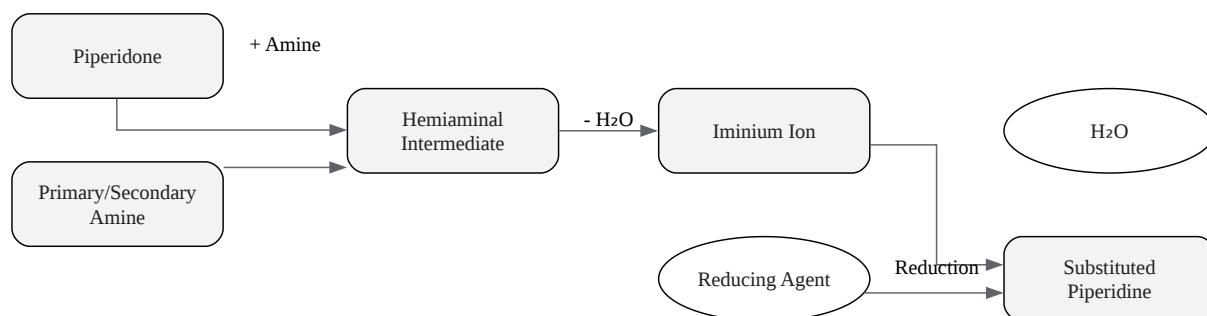 Piperidone
+ Amine
Primary/Secondary
Amine
Hemiaminal
Intermediate
- H₂O
Iminium Ion
H₂O
Reducing Agent
Reduction
Substituted
Piperidine